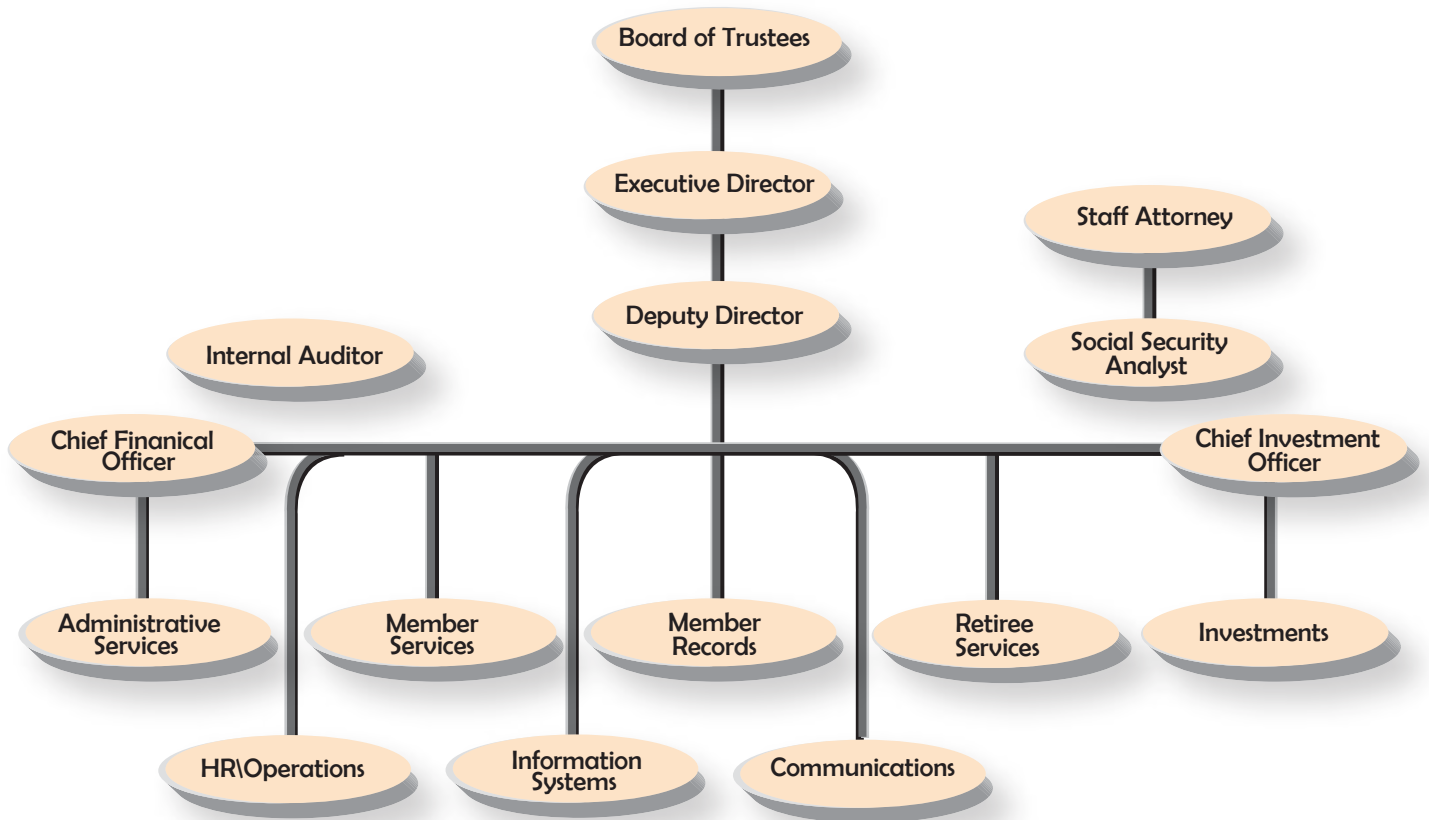 Board of Trustees
Executive Director
Staff Attorney
Deputy Director
Internal Auditor
Social Security
Analyst
Chief Finanical
Officer
Chief Investment
Officer
Administrative
Services
Member
Services
Member
Records
Retiree
Services
Investments
HR\Operations
Information
Systems
Communications